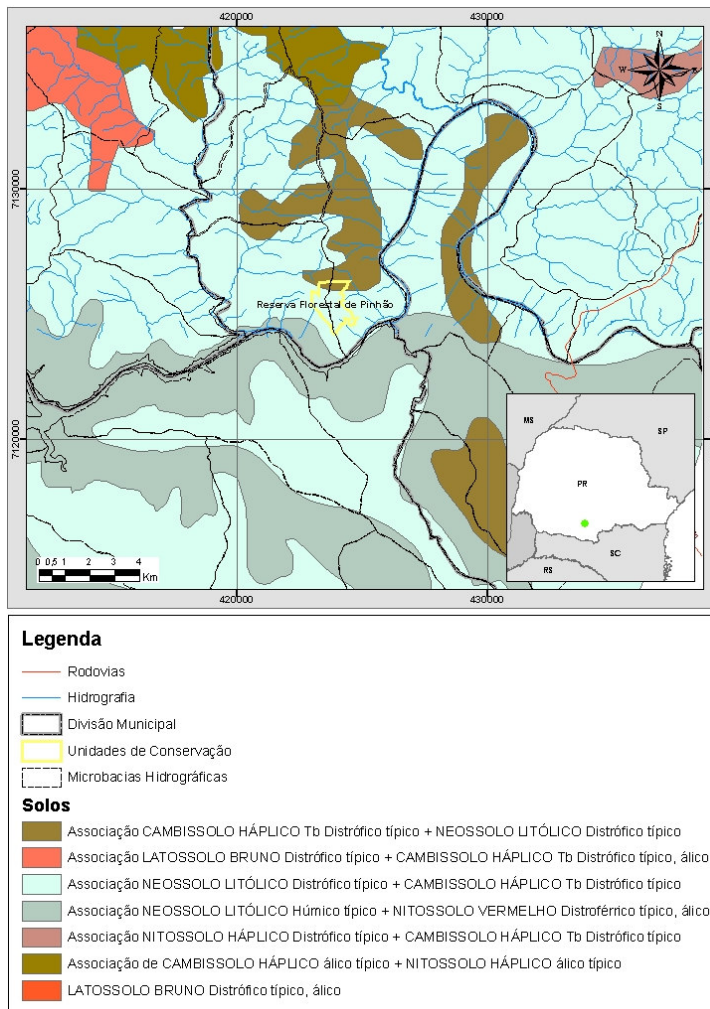 420000 430000
N
W
S
7130000
Reserva Florestal de Pinhão
7120000
MS
SP
PR
SC
RS
0 0,5 1 2 3 4
Km
420000 430000
Legenda
Rodovias
Hidrografia
Divisão Municipal
Unidades de Conservação
Microbacias Hidrográficas
Solos
Associação CAMBISSOLO HÁPLICO Tb Distrófico típico + NEOSSOLO LITÓLICO Distrófico típico
Associação LATOSSOLO BRUNO Distrófico típico + CAMBISSOLO HÁPLICO Tb Distrófico típico, álico
Associação NEOSSOLO LITÓLICO Distrófico típico + CAMBISSOLO HÁPLICO Tb Distrófico típico
Associação NEOSSOLO LITÓLICO Húmico típico + NITOSSOLO VERMELHO Distroférrico típico, álico
Associação NITOSSOLO HÁPLICO Distrófico típico + CAMBISSOLO HÁPLICO Tb Distrófico típico
Associação de CAMBISSOLO HÁPLICO álico típico + NITOSSOLO HÁPLICO álico típico
LATOSSOLO BRUNO Distrófico típico, álico